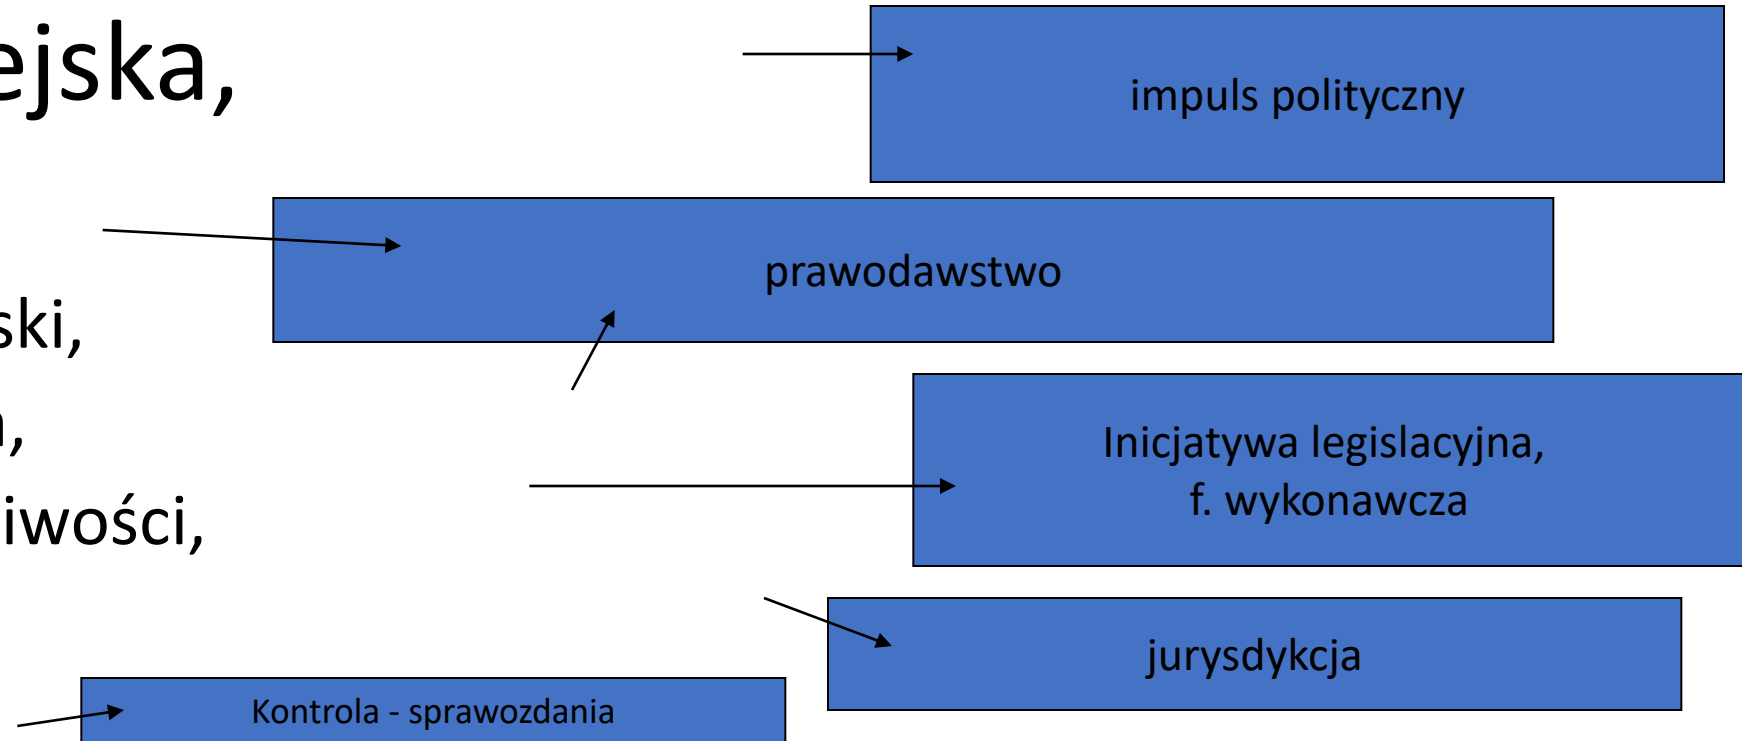 ejska,
impuls polityczny
prawodawstwo
ski,
Inicjatywa legislacyjna,
f. wykonawcza
iwości,
jurysdykcja
Kontrola - sprawozdania